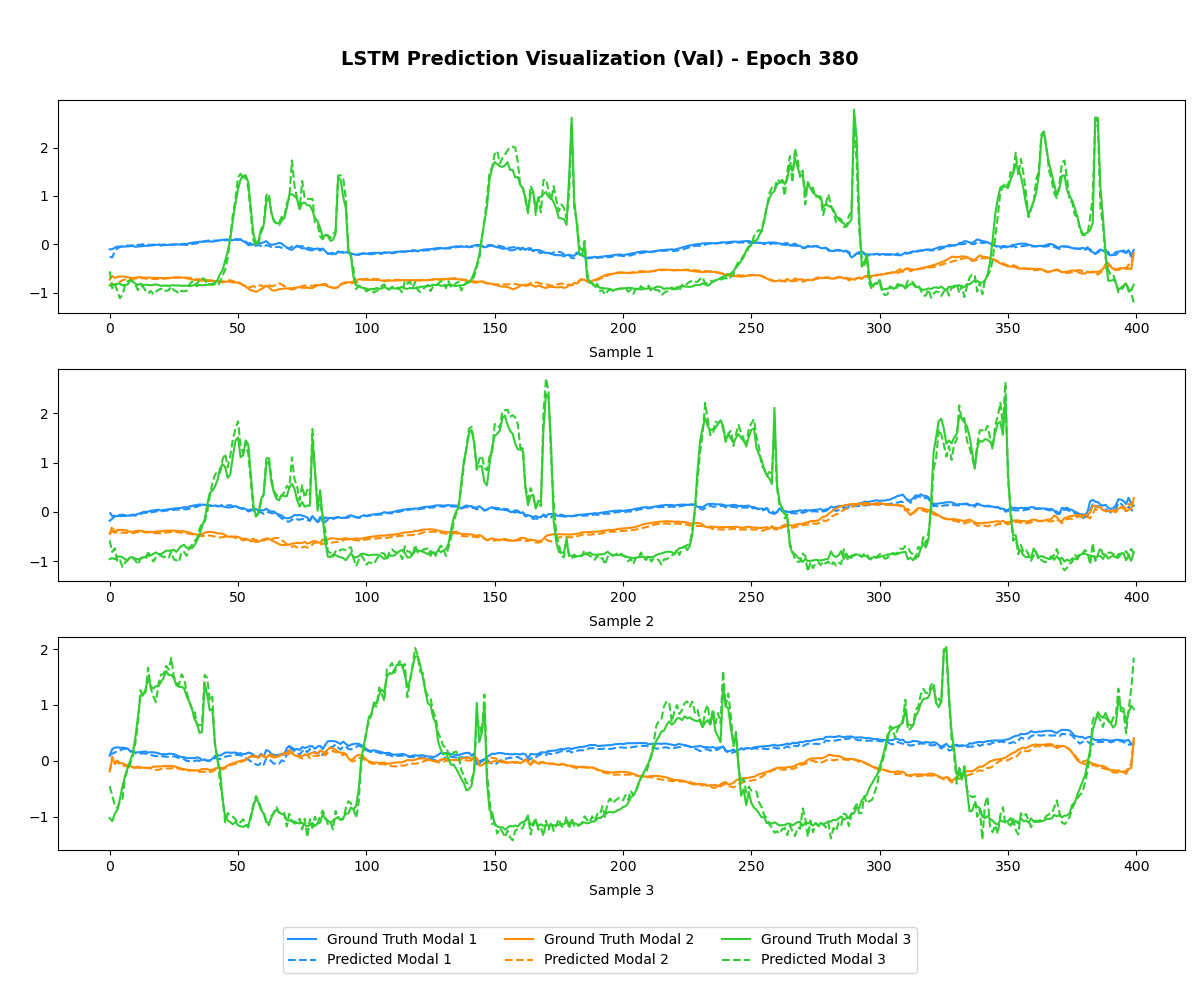 LSTM Prediction Visualization (Val) - Epoch 380
2
1
0
−1
0 50 100 150 200 250 300 350 400
Sample 1
2
1
0
−1
0 50 100 150 200 250 300 350 400
Sample 2
2
1
0
−1
0 50 100 150 200 250 300 350 400
Sample 3
Ground Truth Modal 1 Ground Truth Modal 2 Ground Truth Modal 3
Predicted Modal 1 Predicted Modal 2 Predicted Modal 3